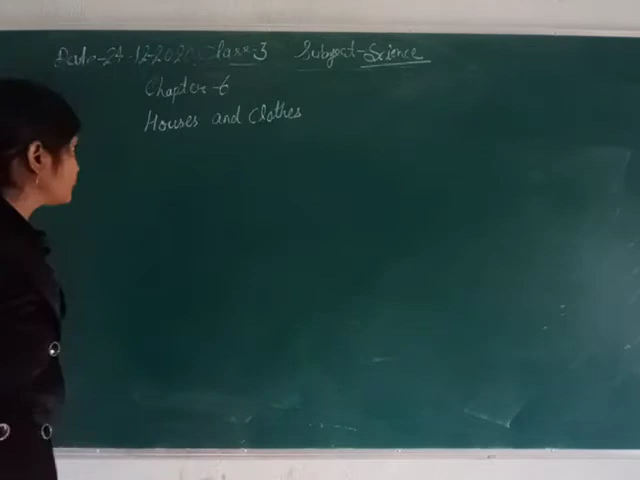 Date-24-12-2020 Class:3 Subject-Science
Chapter-6
Houses and Clothes